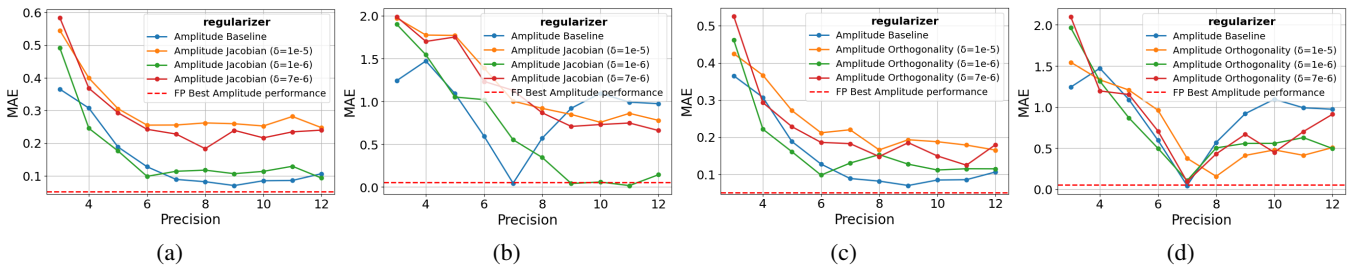 regularizer
Amplitude Baseline
Amplitude Jacobian (δ=1e-5)
Amplitude Jacobian (δ=1e-6)
Amplitude Jacobian (δ=7e-6)
FP Best Amplitude performance
0.6
0.5
0.4
0.3
0.2
0.1
MAE
4 6 8 10 12
Precision
(a)
regularizer
Amplitude Baseline
Amplitude Jacobian (δ=1e-5)
Amplitude Jacobian (δ=1e-6)
Amplitude Jacobian (δ=7e-6)
FP Best Amplitude performance
2.0
1.5
1.0
0.5
0.0
MAE
4 6 8 10 12
Precision
(b)
regularizer
Amplitude Baseline
Amplitude Orthogonality (δ=1e-5)
Amplitude Orthogonality (δ=1e-6)
Amplitude Orthogonality (δ=7e-6)
FP Best Amplitude performance
0.5
0.4
0.3
0.2
0.1
MAE
4 6 8 10 12
Precision
(c)
regularizer
Amplitude Baseline
Amplitude Orthogonality (δ=1e-5)
Amplitude Orthogonality (δ=1e-6)
Amplitude Orthogonality (δ=7e-6)
FP Best Amplitude performance
2.0
1.5
1.0
0.5
0.0
MAE
4 6 8 10 12
Precision
(d)